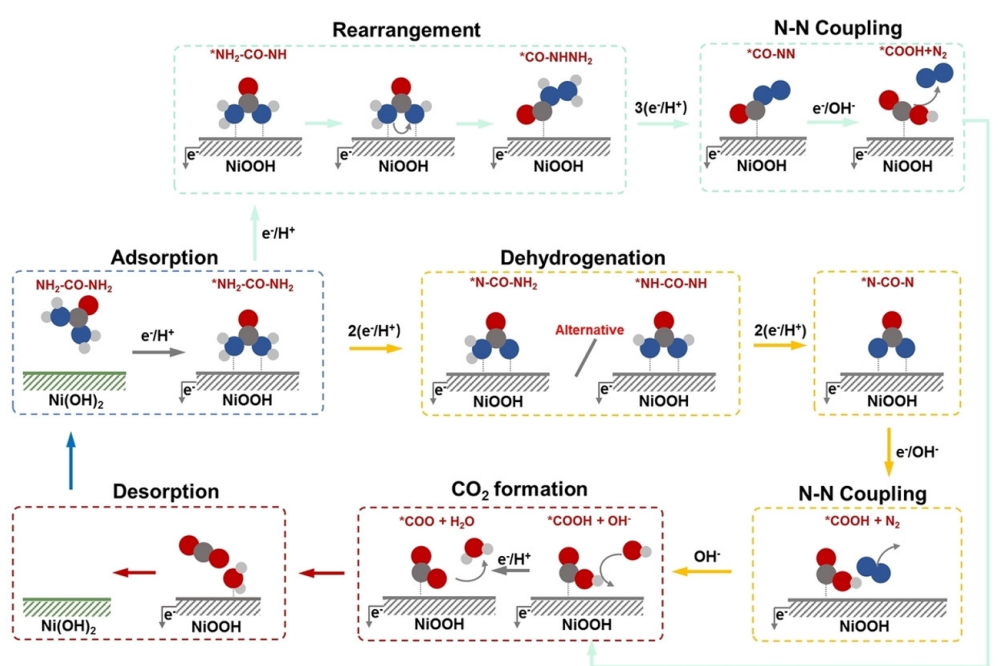 Rearrangement
*NH₂-CO-NH
*CO-NHNH₂
e-
NiOOH
e-
NiOOH
e-
NiOOH
3(e-/H⁺)
N-N Coupling
*CO-NN
*COOH+N₂
e-/OH-
e-
NiOOH
e-
NiOOH
e-/H⁺
Adsorption
NH₂-CO-NH₂
*NH₂-CO-NH₂
e-/H⁺
Ni(OH)₂
e-
NiOOH
2(e-/H⁺)
Dehydrogenation
*N-CO-NH₂
*NH-CO-NH
Alternative
e-
NiOOH
e-
NiOOH
2(e-/H⁺)
*N-CO-N
e-
NiOOH
e-/OH-
N-N Coupling
*COOH + N₂
e-
NiOOH
OH-
CO₂ formation
*COO + H₂O
*COOH + OH-
e-/H⁺
e-
NiOOH
e-
NiOOH
Desorption
Ni(OH)₂
e-
NiOOH